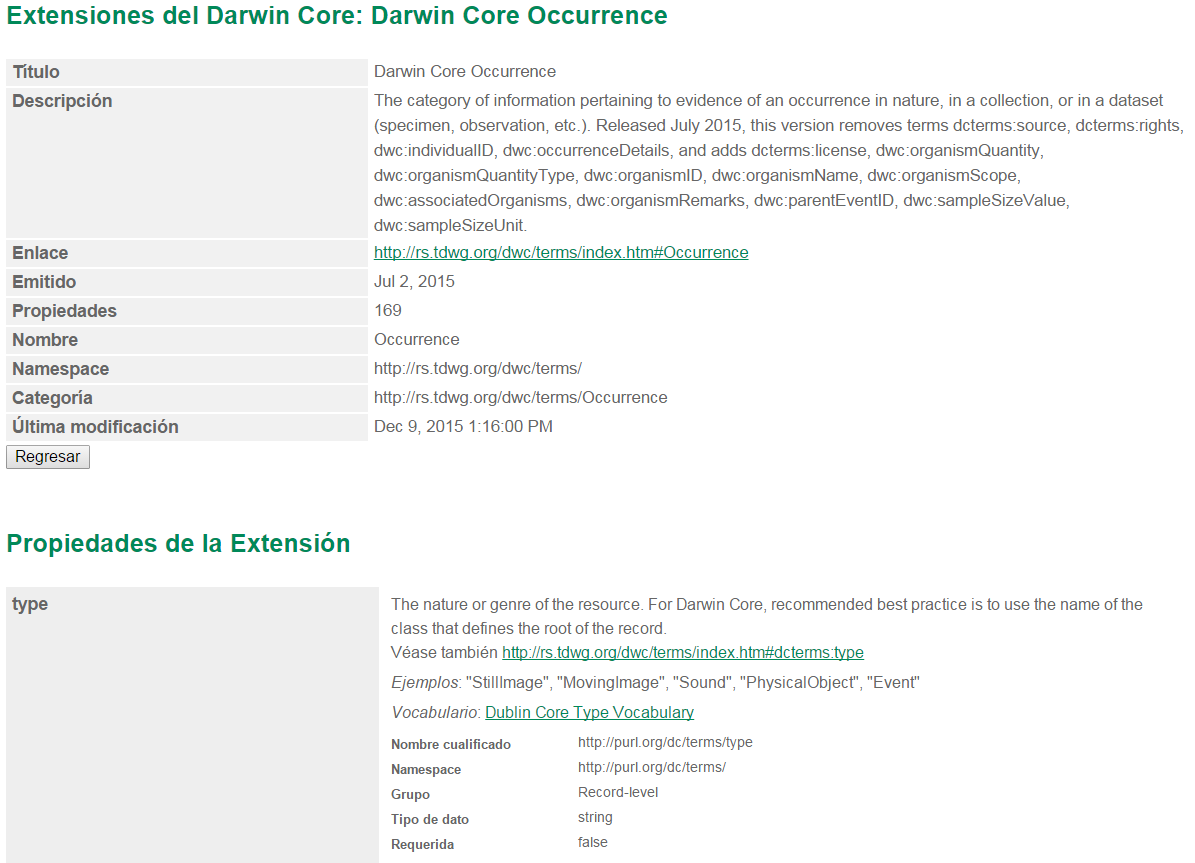 Extensiones del Darwin Core: Darwin Core Occurrence
Título Darwin Core Occurrence
Descripción The category of information pertaining to evidence of an occurrence in nature, in a collection, or in a dataset
(specimen, observation, etc.). Released July 2015, this version removes terms dcterms:source, dcterms:rights,
dwc:individualID, dwc:occurrenceDetails, and adds dcterms:license, dwc:organismQuantity,
dwc:organismQuantityType, dwc:organismID, dwc:organismName, dwc:organismScope,
dwc:associatedOrganisms, dwc:organismRemarks, dwc:parentEventID, dwc:sampleSizeValue,
dwc:sampleSizeUnit.
Enlace http://rs.tdwg.org/dwc/terms/index.htm#Occurrence
Emitido Jul 2, 2015
Propiedades 169
Nombre Occurrence
Namespace http://rs.tdwg.org/dwc/terms/
Categoría http://rs.tdwg.org/dwc/terms/Occurrence
Última modificación Dec 9, 2015 1:16:00 PM
Regresar
Propiedades de la Extensión
type The nature or genre of the resource. For Darwin Core, recommended best practice is to use the name of the
class that defines the root of the record.
Véase también http://rs.tdwg.org/dwc/terms/index.htm#dcterms:type
Ejemplos: "StillImage", "MovingImage", "Sound", "PhysicalObject", "Event"
Vocabulario: Dublin Core Type Vocabulary
Nombre cualificado http://purl.org/dc/terms/type
Namespace http://purl.org/dc/terms/
Grupo Record-level
Tipo de dato string
Requerida false